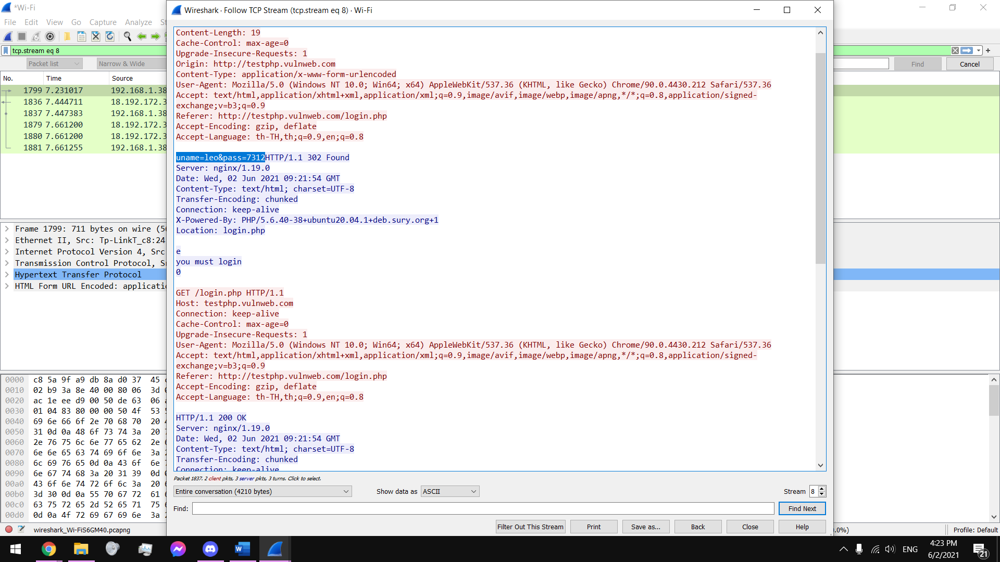 *Wi-Fi
File Edit View Go Capture Analyze St
tcp.stream eq 8
Packet list
Narrow & Wide
Find
Cancel
No. Time Source
1799 7.231017 192.168.1.38
1836 7.444711 18.192.172.3
1837 7.447383 192.168.1.38
1879 7.661200 18.192.172.3
1880 7.661200 18.192.172.3
1881 7.661255 192.168.1.38
Frame 1799: 711 bytes on wire (56
Ethernet II, Src: Tp-LinkT_c8:24
Internet Protocol Version 4, Src
Transmission Control Protocol, Sr
Hypertext Transfer Protocol
HTML Form URL Encoded: applicatio
0000 c8 5a 9f a9 db 8a d0 37 45
0010 02 b9 3a 8e 40 00 80 06 3d
0020 ac 1e ee d9 00 50 de 63 06
0030 01 04 83 80 00 00 50 4f 53
0040 69 6e 66 6f 2e 70 68 70 20
0050 31 0d 0a 48 6f 73 74 3a 20
0060 2e 76 75 6c 6e 77 65 62 2e
0070 6e 6e 65 63 74 69 6f 6e 3a
0080 6c 69 76 65 0d 0a 43 6f 6e
0090 6e 67 74 68 3a 20 31 39 0d
00a0 43 6f 6e 74 72 6f 6c 3a 20
00b0 3d 30 0d 0a 55 70 67 72 61
00c0 63 75 72 65 2d 52 65 71 75
00d0 0d 0a 4f 72 69 67 69 6e 3a
wireshark_Wi-FiS6GM40.pcapng
.0%)
Profile: Default
Wireshark · Follow TCP Stream (tcp.stream eq 8) · Wi-Fi
Content-Length: 19
Cache-Control: max-age=0
Upgrade-Insecure-Requests: 1
Origin: http://testphp.vulnweb.com
Content-Type: application/x-www-form-urlencoded
User-Agent: Mozilla/5.0 (Windows NT 10.0; Win64; x64) AppleWebKit/537.36 (KHTML, like Gecko) Chrome/90.0.4430.212 Safari/537.36
Accept: text/html,application/xhtml+xml,application/xml;q=0.9,image/avif,image/webp,image/apng,*/*;q=0.8,application/signed-
exchange;v=b3;q=0.9
Referer: http://testphp.vulnweb.com/login.php
Accept-Encoding: gzip, deflate
Accept-Language: th-TH,th;q=0.9,en;q=0.8
uname=leo&pass=7312HTTP/1.1 302 Found
Server: nginx/1.19.0
Date: Wed, 02 Jun 2021 09:21:54 GMT
Content-Type: text/html; charset=UTF-8
Transfer-Encoding: chunked
Connection: keep-alive
X-Powered-By: PHP/5.6.40-38+ubuntu20.04.1+deb.sury.org+1
Location: login.php
e
you must login
0
GET /login.php HTTP/1.1
Host: testphp.vulnweb.com
Connection: keep-alive
Cache-Control: max-age=0
Upgrade-Insecure-Requests: 1
User-Agent: Mozilla/5.0 (Windows NT 10.0; Win64; x64) AppleWebKit/537.36 (KHTML, like Gecko) Chrome/90.0.4430.212 Safari/537.36
Accept: text/html,application/xhtml+xml,application/xml;q=0.9,image/avif,image/webp,image/apng,*/*;q=0.8,application/signed-
exchange;v=b3;q=0.9
Referer: http://testphp.vulnweb.com/login.php
Accept-Encoding: gzip, deflate
Accept-Language: th-TH,th;q=0.9,en;q=0.8
HTTP/1.1 200 OK
Server: nginx/1.19.0
Date: Wed, 02 Jun 2021 09:21:54 GMT
Content-Type: text/html; charset=UTF-8
Transfer-Encoding: chunked
Connection: keep-alive
Packet 1837. 2 client pkts, 3 server pkts, 3 turns. Click to select.
Entire conversation (4210 bytes)
Show data as ASCII
Stream 8
Find:
Find Next
Filter Out This Stream
Print
Save as...
Back
Close
Help
ENG
4:23 PM
6/2/2021
21